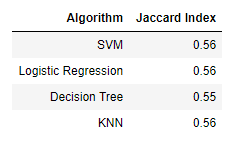 Algorithm Jaccard Index
SVM 0.56
Logistic Regression 0.56
Decision Tree 0.55
KNN 0.56